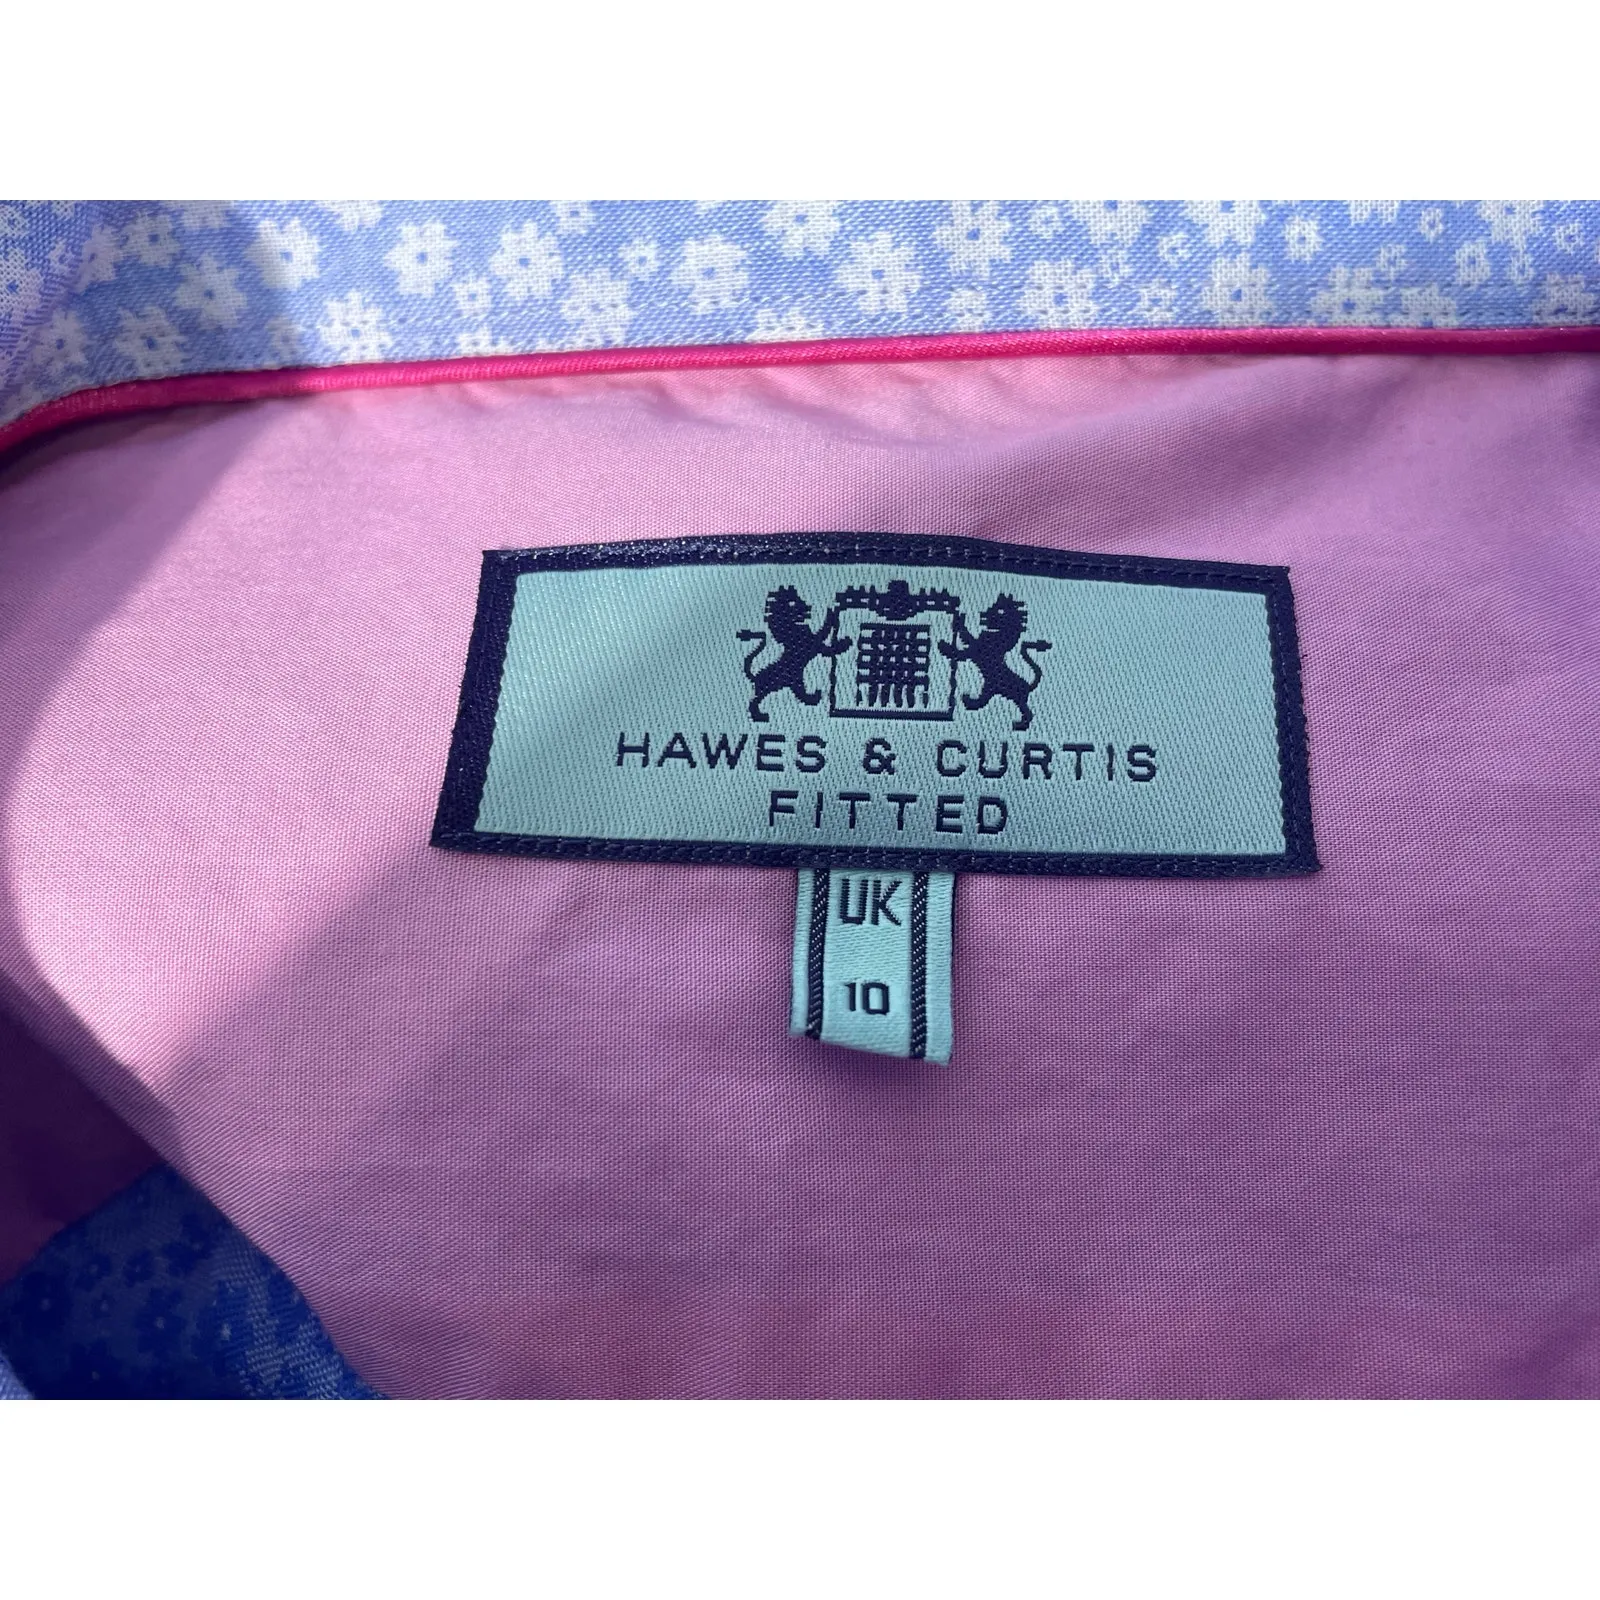 HAWES & CURTIS
FITTED
UK
10